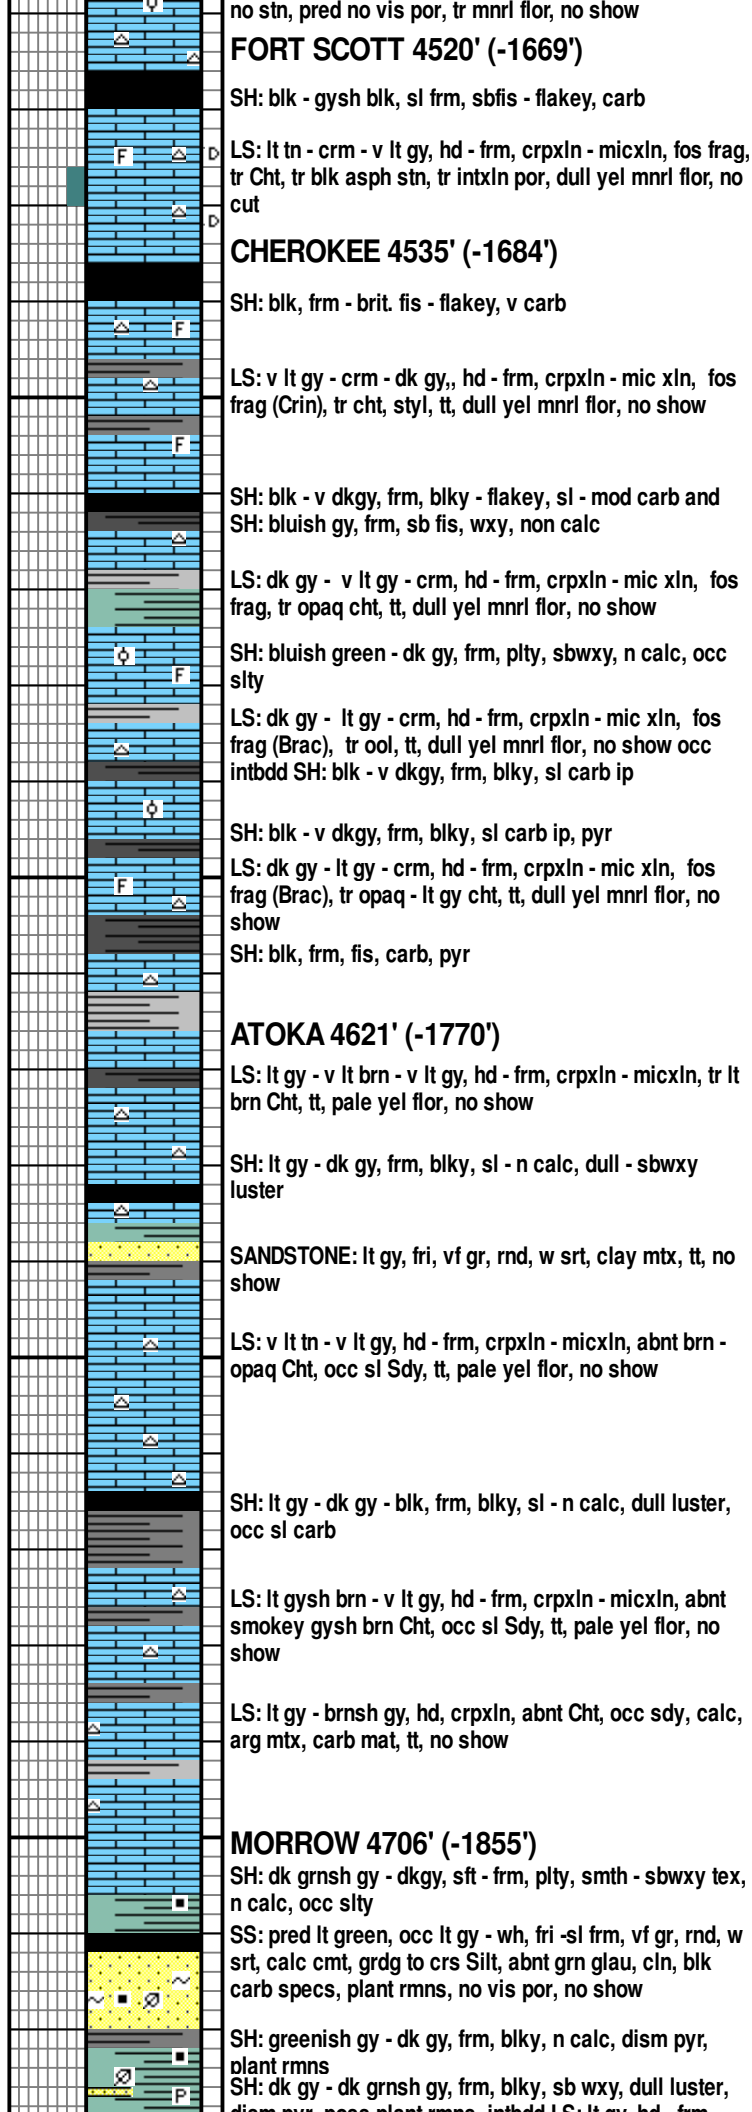 no stn, pred no vis por, tr mnrl flor, no show
FORT SCOTT 4520' (-1669')
SH: blk - gysh blk, sl frm, sbfis - flakey, carb
F
D
LS: lt tn - crm - v lt gy, hd - frm, crpxln - micxln, fos frag,
tr Cht, tr blk asph stn, tr intxln por, dull yel mnrl flor, no
cut
D
CHEROKEE 4535' (-1684')
SH: blk, frm - brit. fis - flakey, v carb
F
LS: v lt gy - crm - dk gy,, hd - frm, crpxln - mic xln, fos
frag (Crin), tr cht, styl, tt, dull yel mnrl flor, no show
F
SH: blk - v dkgy, frm, blky - flakey, sl - mod carb and
SH: bluish gy, frm, sb fis, wxy, non calc
LS: dk gy - v lt gy - crm, hd - frm, crpxln - mic xln, fos
frag, tr opaq cht, tt, dull yel mnrl flor, no show
SH: bluish green - dk gy, frm, plty, sbwxy, n calc, occ
slty
F
LS: dk gy - lt gy - crm, hd - frm, crpxln - mic xln, fos
frag (Brac), tr ool, tt, dull yel mnrl flor, no show occ
intbdd SH: blk - v dkgy, frm, blky, sl carb ip
SH: blk - v dkgy, frm, blky, sl carb ip, pyr
LS: dk gy - lt gy - crm, hd - frm, crpxln - mic xln, fos
F
frag (Brac), tr opaq - lt gy cht, tt, dull yel mnrl flor, no
show
SH: blk, frm, fis, carb, pyr
ATOKA 4621' (-1770')
LS: lt gy - v lt brn - v lt gy, hd - frm, crpxln - micxln, tr lt
brn Cht, tt, pale yel flor, no show
SH: lt gy - dk gy, frm, blky, sl - n calc, dull - sbwxy
luster
SANDSTONE: lt gy, fri, vf gr, rnd, w srt, clay mtx, tt, no
show
LS: v lt tn - v lt gy, hd - frm, crpxln - micxln, abnt brn -
opaq Cht, occ sl Sdy, tt, pale yel flor, no show
SH: lt gy - dk gy - blk, frm, blky, sl - n calc, dull luster,
occ sl carb
LS: lt gysh brn - v lt gy, hd - frm, crpxln - micxln, abnt
smokey gysh brn Cht, occ sl Sdy, tt, pale yel flor, no
show
LS: lt gy - brnsh gy, hd, crpxln, abnt Cht, occ sdy, calc,
arg mtx, carb mat, tt, no show
MORROW 4706' (-1855')
SH: dk grnsh gy - dkgy, sft - frm, plty, smth - sbwxy tex,
n calc, occ slty
SS: pred lt green, occ lt gy - wh, fri -sl frm, vf gr, rnd, w
srt, calc cmt, grdg to crs Silt, abnt grn glau, cln, blk
carb specs, plant rmns, no vis por, no show
SH: greenish gy - dk gy, frm, blky, n calc, dism pyr,
plant rmns
SH: dk gy - dk grnsh gy, frm, blky, sb wxy, dull luster,
P
dism pyr, poss plant rmns, intbdd LS: lt gy, hd - frm